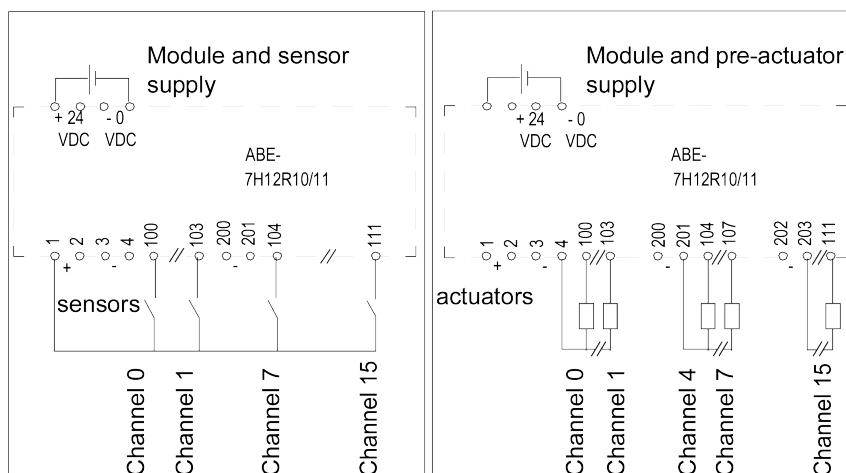 Module and sensor
supply
+ 24 - 0
VDC VDC
ABE-
7H12R10/11
1 2 3 4 100 // 103 200 201 104 // 111
+ - -
sensors
Channel 0 Channel 1 Channel 7 Channel 15
Module and pre-actuator
supply
+ 24 - 0
VDC VDC
ABE-
7H12R10/11
1 2 3 4 100 // 103 200 201 104 // 107 202 203 // 111
+ - - -
actuators
Channel 0 Channel 1 Channel 4 Channel 7 Channel 15